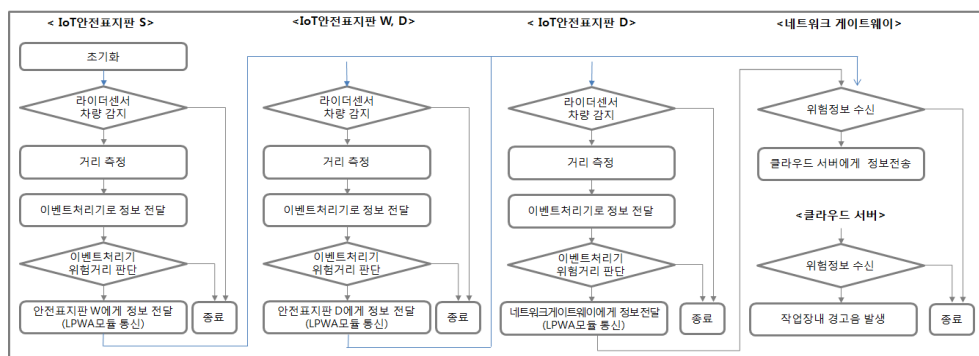 < IoT안전표지판 S>
초기화
라이더센서
차량 감지
거리 측정
이벤트처리기로 정보 전달
이벤트처리기
위험거리 판단
안전표지판 W에게 정보 전달
(LPWA모듈 통신)
종료
<IoT안전표지판 W, D>
라이더센서
차량 감지
거리 측정
이벤트처리기로 정보 전달
이벤트처리기
위험거리 판단
안전표지판 D에게 정보 전달
(LPWA모듈 통신)
종료
< IoT안전표지판 D>
라이더센서
차량 감지
거리 측정
이벤트처리기로 정보 전달
이벤트처리기
위험거리 판단
네트워크게이트웨이에게 정보전달
(LPWA모듈 통신)
종료
<네트워크 게이트웨이>
위험정보 수신
클라우드 서버에게 정보전송
<클라우드 서버>
위험정보 수신
작업장내 경고음 발생
종료